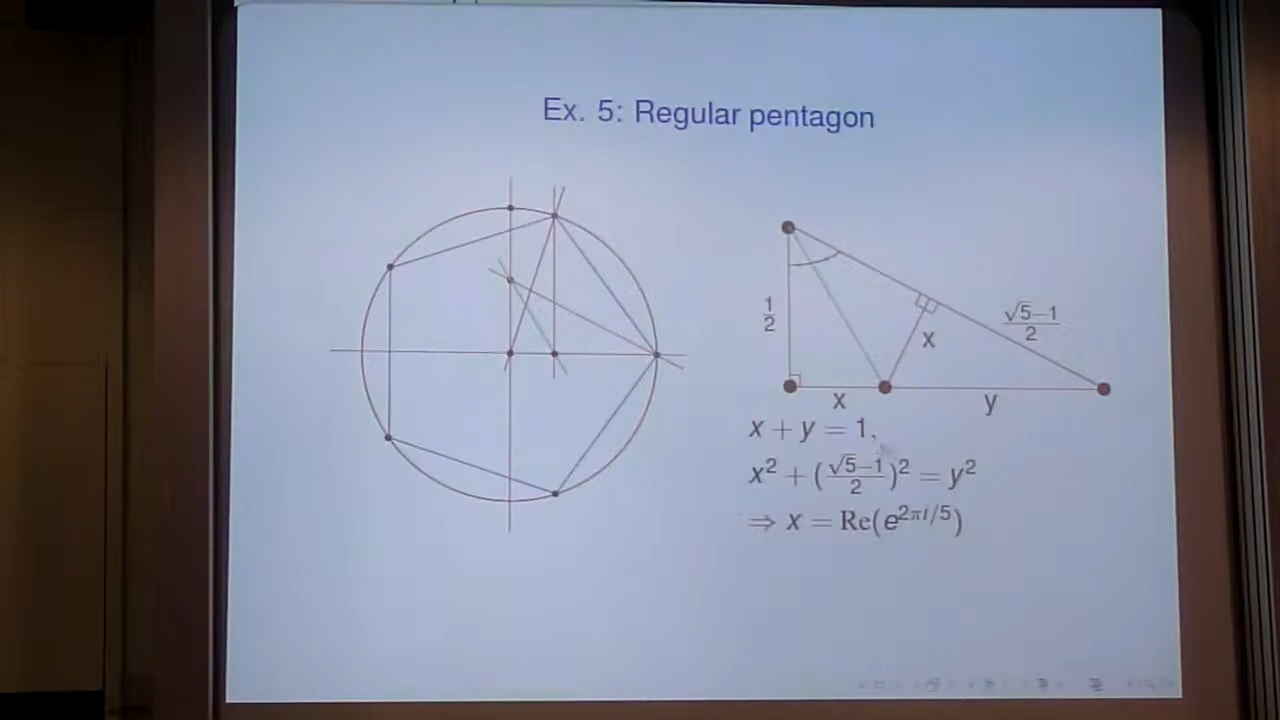 Ex. 5: Regular pentagon
1/2
x
√5−1/2
x
y
x + y = 1,
x² + (√5−1/2)² = y²
⇒ x = Re(e^{2πi/5})